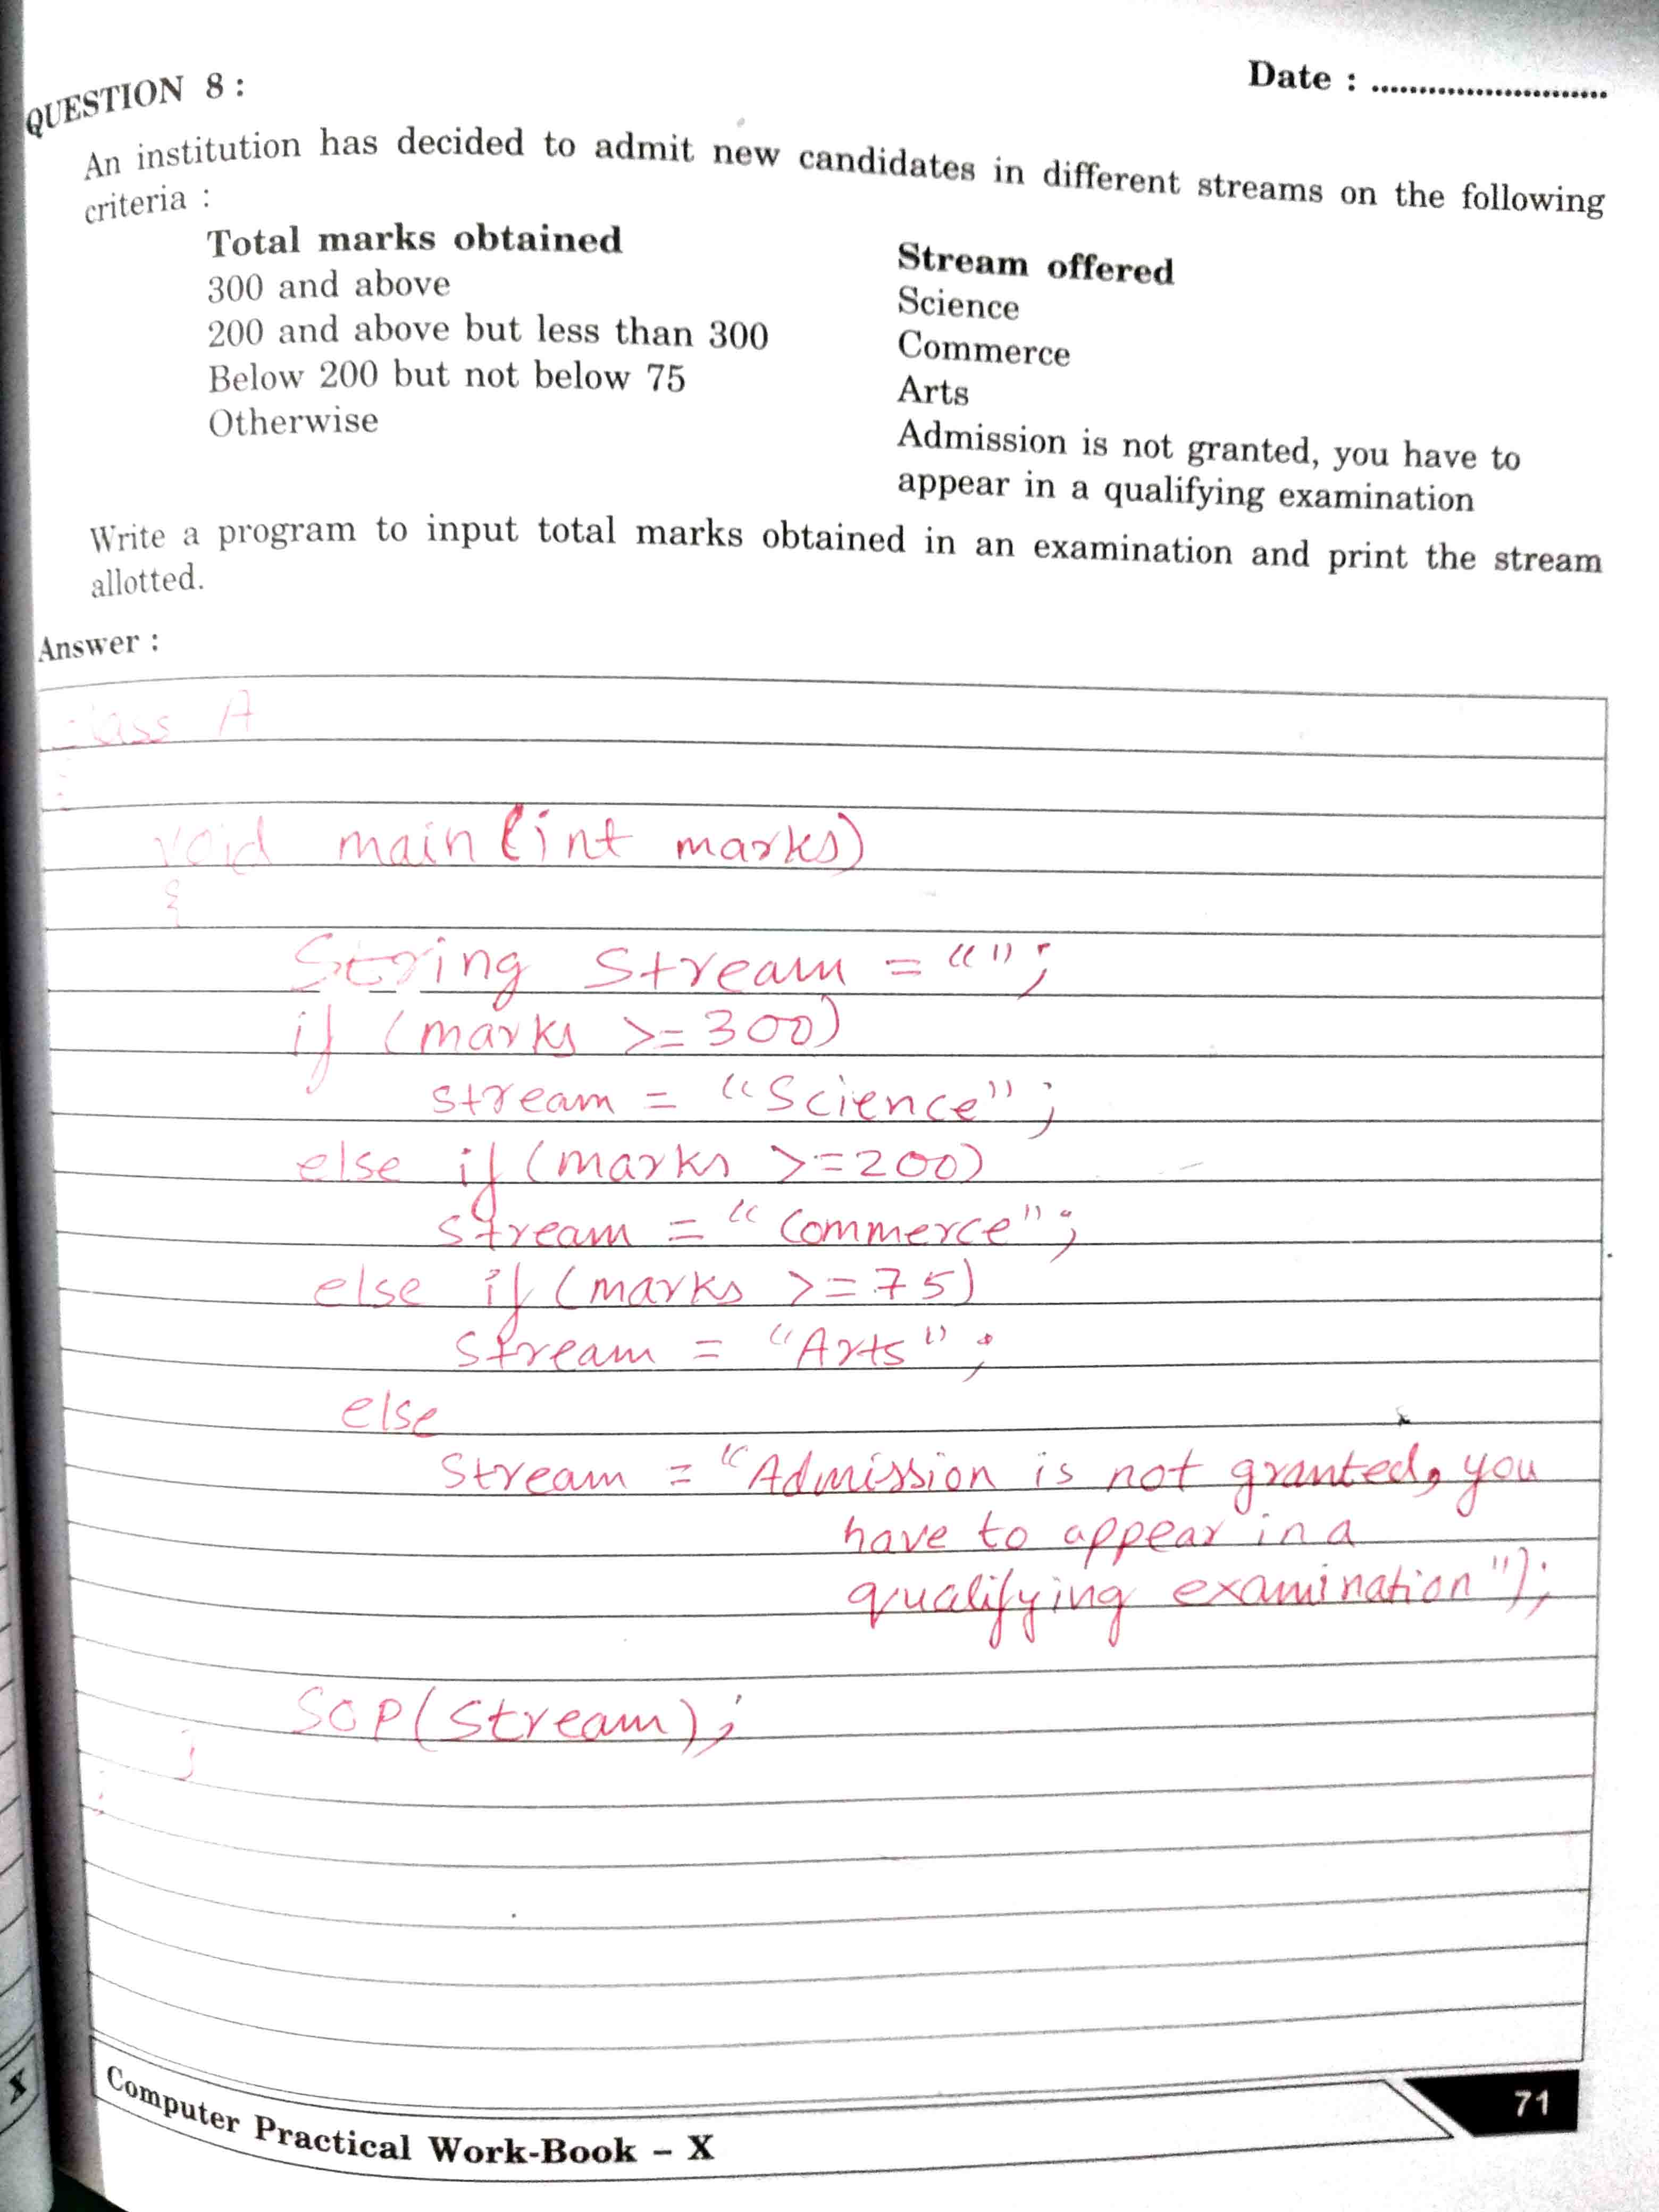 QUESTION 8 :
Date : ..........................
An institution has decided to admit new candidates in different streams on the following
criteria :
Total marks obtained
Stream offered
300 and above
Science
200 and above but less than 300
Commerce
Below 200 but not below 75
Arts
Otherwise
Admission is not granted, you have to
appear in a qualifying examination
Write a program to input total marks obtained in an examination and print the stream
allotted.
Answer :
class A
void main (int marks)
{
String stream = "";
if (marks >=300)
stream = "Science";
else if (marks >=200)
stream = "Commerce";
else if (marks >=75)
stream = "Arts";
else
stream = "Admission is not granted, you
have to appear in a
qualifying examination");
SOP(stream);
}
Computer Practical Work-Book – X
71
X